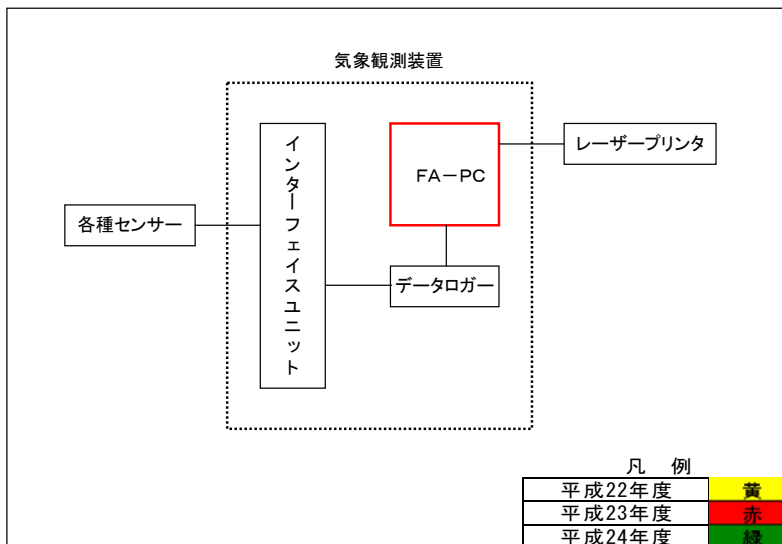 気象観測装置
インターフェイスユニット
FA－PC
レーザープリンタ
各種センサー
データロガー
凡 例
平成22年度 黄
平成23年度 赤
平成24年度 緑